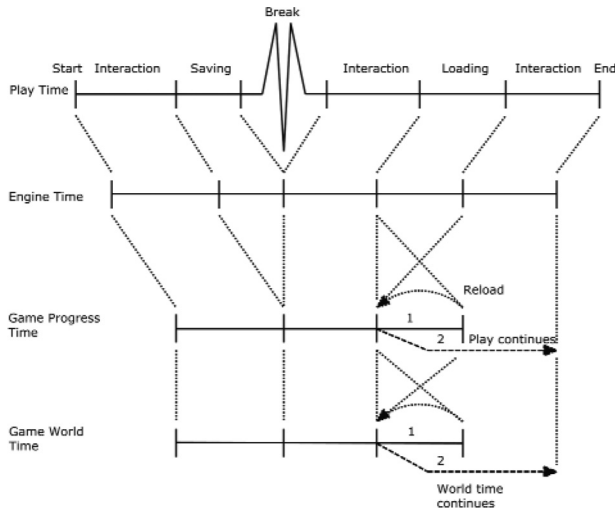 Break
Start Interaction Saving Interaction Loading Interaction End
Play Time
Engine Time
Reload
Game Progress
Time
1
2 Play continues
Game World
Time
1
2
World time
continues